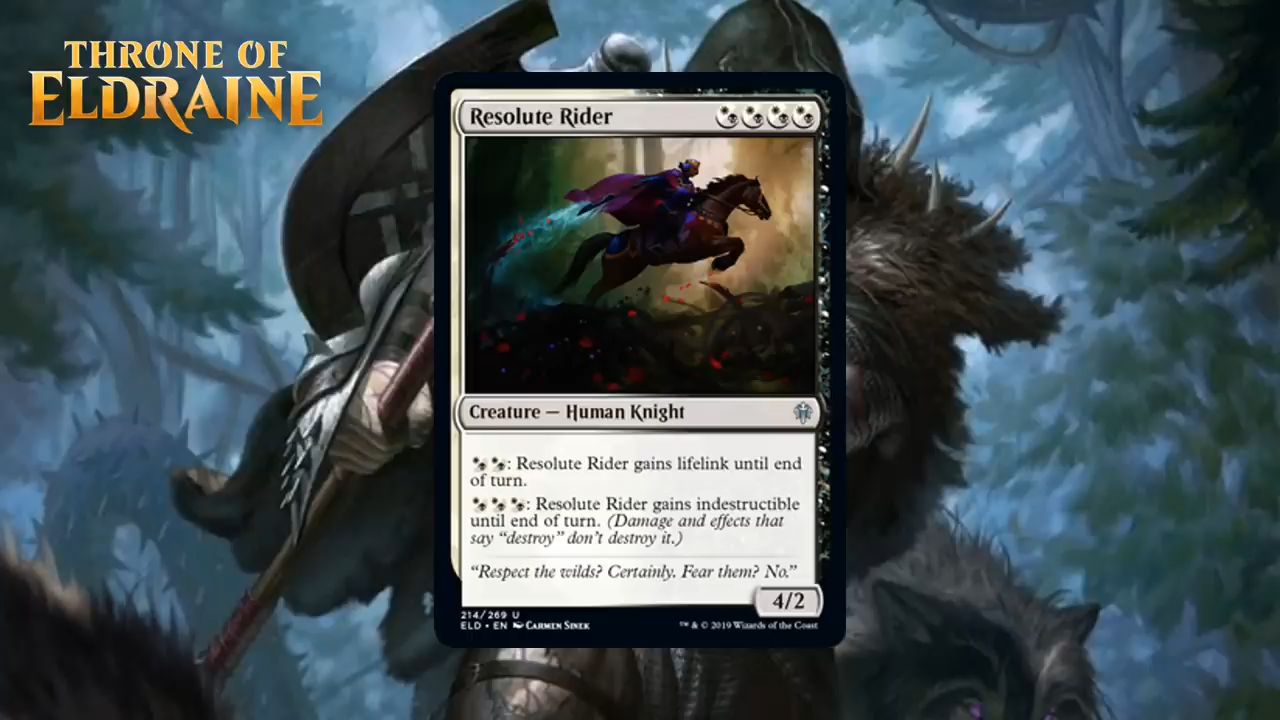 THRONE OF
ELDRAINE
Resolute Rider
Creature — Human Knight
: Resolute Rider gains lifelink until end
of turn.
: Resolute Rider gains indestructible
until end of turn. (Damage and effects that
say “destroy” don’t destroy it.)
“Respect the wilds? Certainly. Fear them? No.”
4/2
214/269 U
ELD • EN CARMEN SINEK
™ & © 2019 Wizards of the Coast